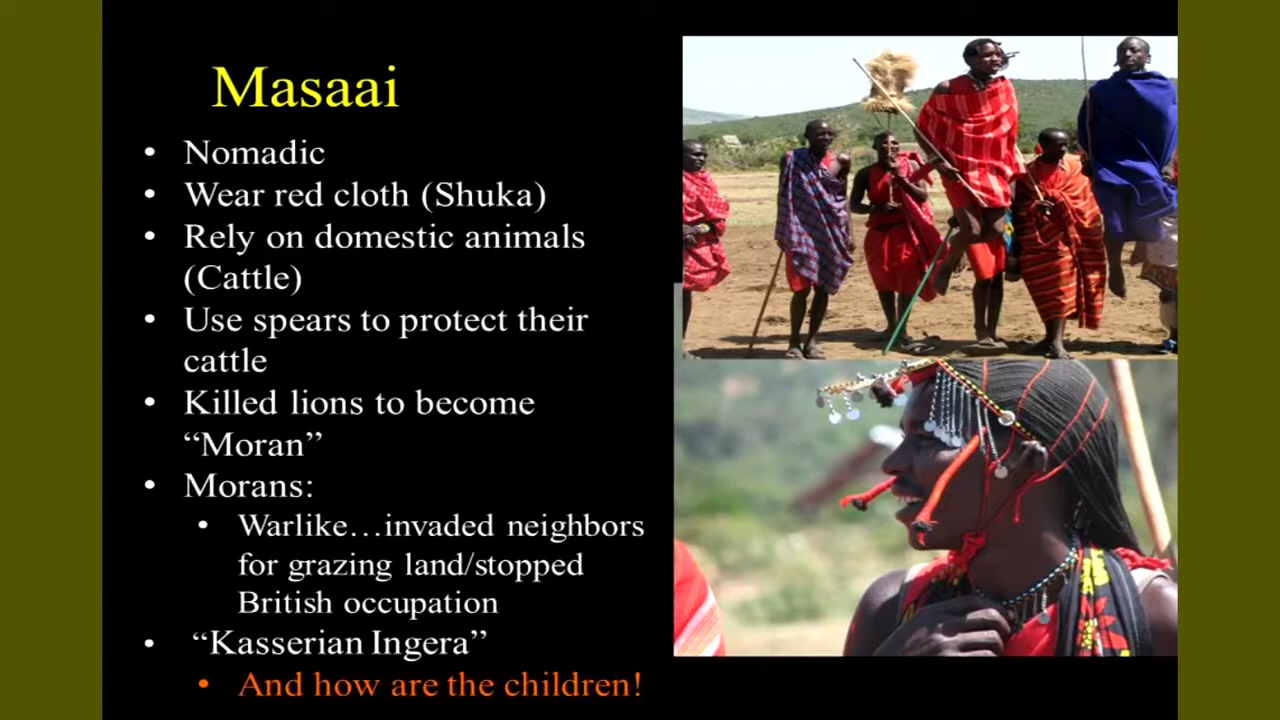 Masaai
• Nomadic
• Wear red cloth (Shuka)
• Rely on domestic animals
(Cattle)
• Use spears to protect their
cattle
• Killed lions to become
“Moran”
• Morans:
• Warlike…invaded neighbors
for grazing land/stopped
British occupation
• “Kasserian Ingera”
• And how are the children!